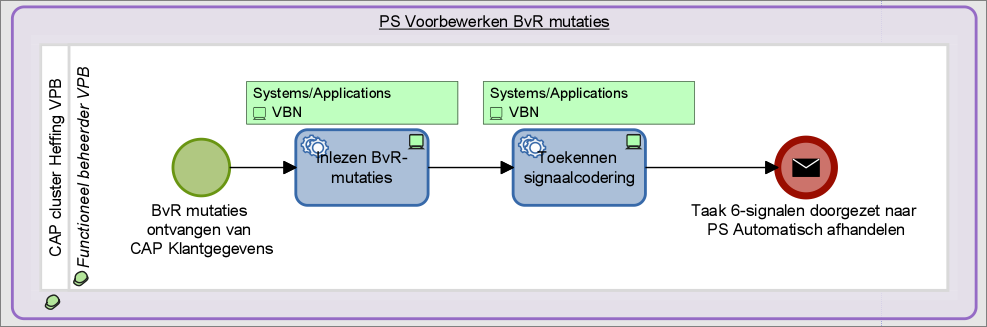 PS Voorbewerken BvR mutaties
CAP cluster Heffing VPB
Functioneel beheerder VPB
Systems/Applications
VBN
Systems/Applications
VBN
Inlezen BvR-
mutaties
Toekennen
signaalcodering
BvR mutaties
ontvangen van
CAP Klantgegevens
Taak 6-signalen doorgezet naar
PS Automatisch afhandelen